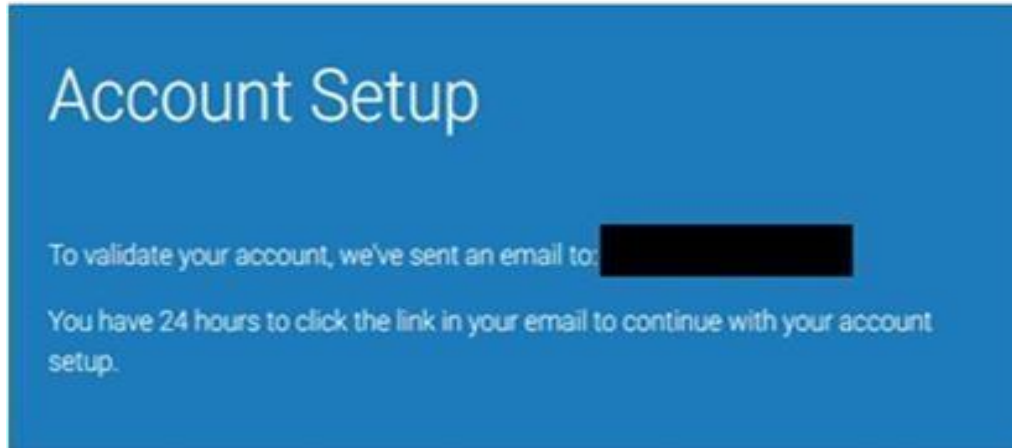 Account Setup
To validate your account, we've sent an email to:
You have 24 hours to click the link in your email to continue with your account
setup.